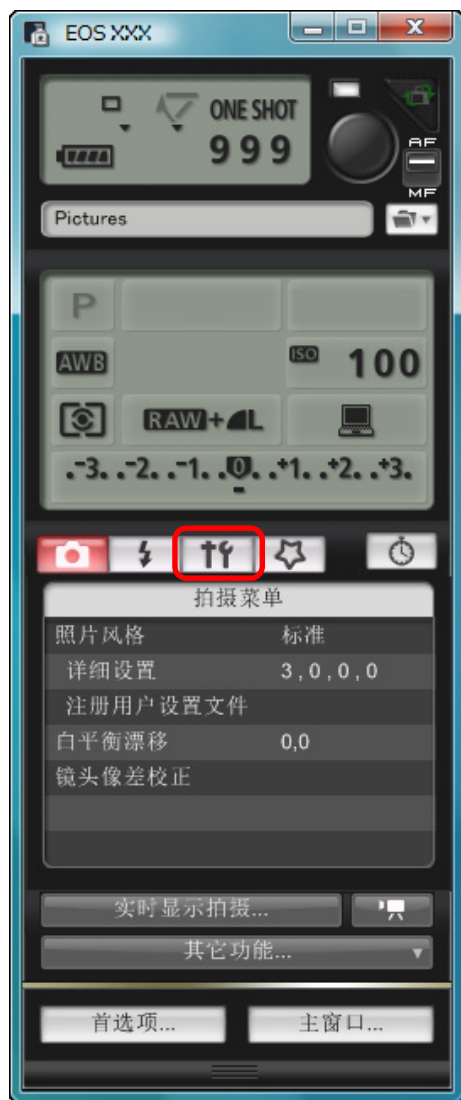 EOS XXX
ONE SHOT
999
AF
MF
Pictures
P
AWB
ISO 100
RAW+L
.-3. .-2. .-1. .0. .+1. .+2. .+3.
拍摄菜单
照片风格 标准
详细设置 3,0,0,0
注册用户设置文件
白平衡漂移 0,0
镜头像差校正
实时显示拍摄...
其它功能...
首选项... 主窗口...